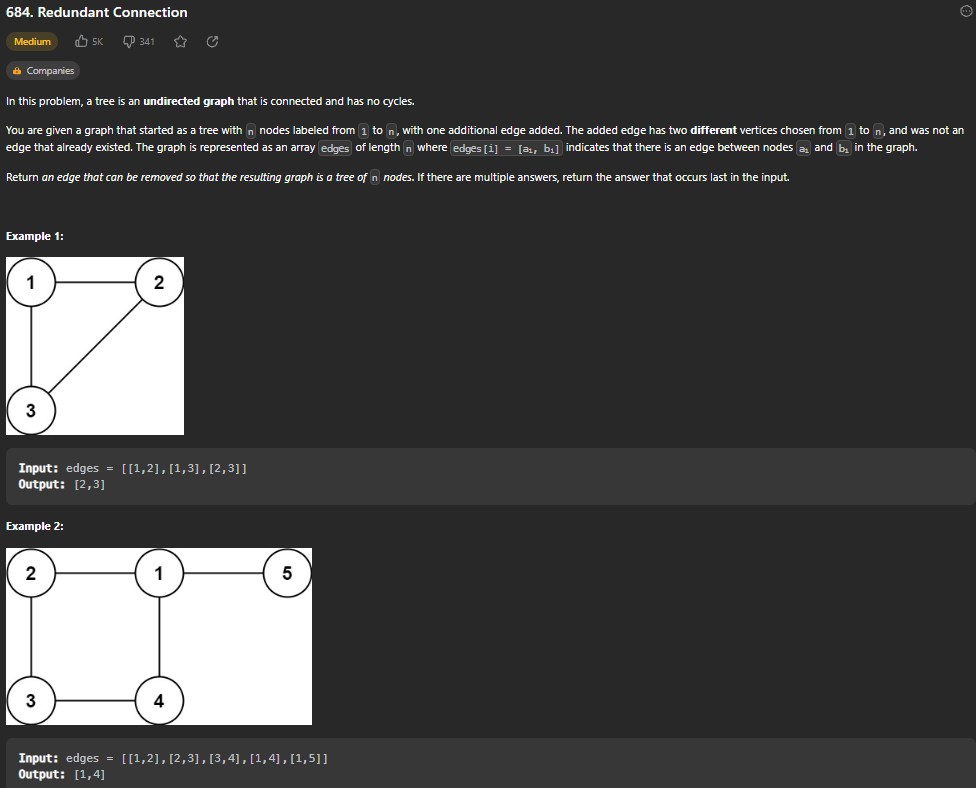 684. Redundant Connection
Medium 5K 341
Companies
In this problem, a tree is an undirected graph that is connected and has no cycles.
You are given a graph that started as a tree with n nodes labeled from 1 to n, with one additional edge added. The added edge has two different vertices chosen from 1 to n, and was not an
edge that already existed. The graph is represented as an array edges of length n where edges[i] = [aᵢ, bᵢ] indicates that there is an edge between nodes aᵢ and bᵢ in the graph.
Return an edge that can be removed so that the resulting graph is a tree of n nodes. If there are multiple answers, return the answer that occurs last in the input.
Example 1:
1 2
3
Input: edges = [[1,2],[1,3],[2,3]]
Output: [2,3]
Example 2:
2 1 5
3 4
Input: edges = [[1,2],[2,3],[3,4],[1,4],[1,5]]
Output: [1,4]